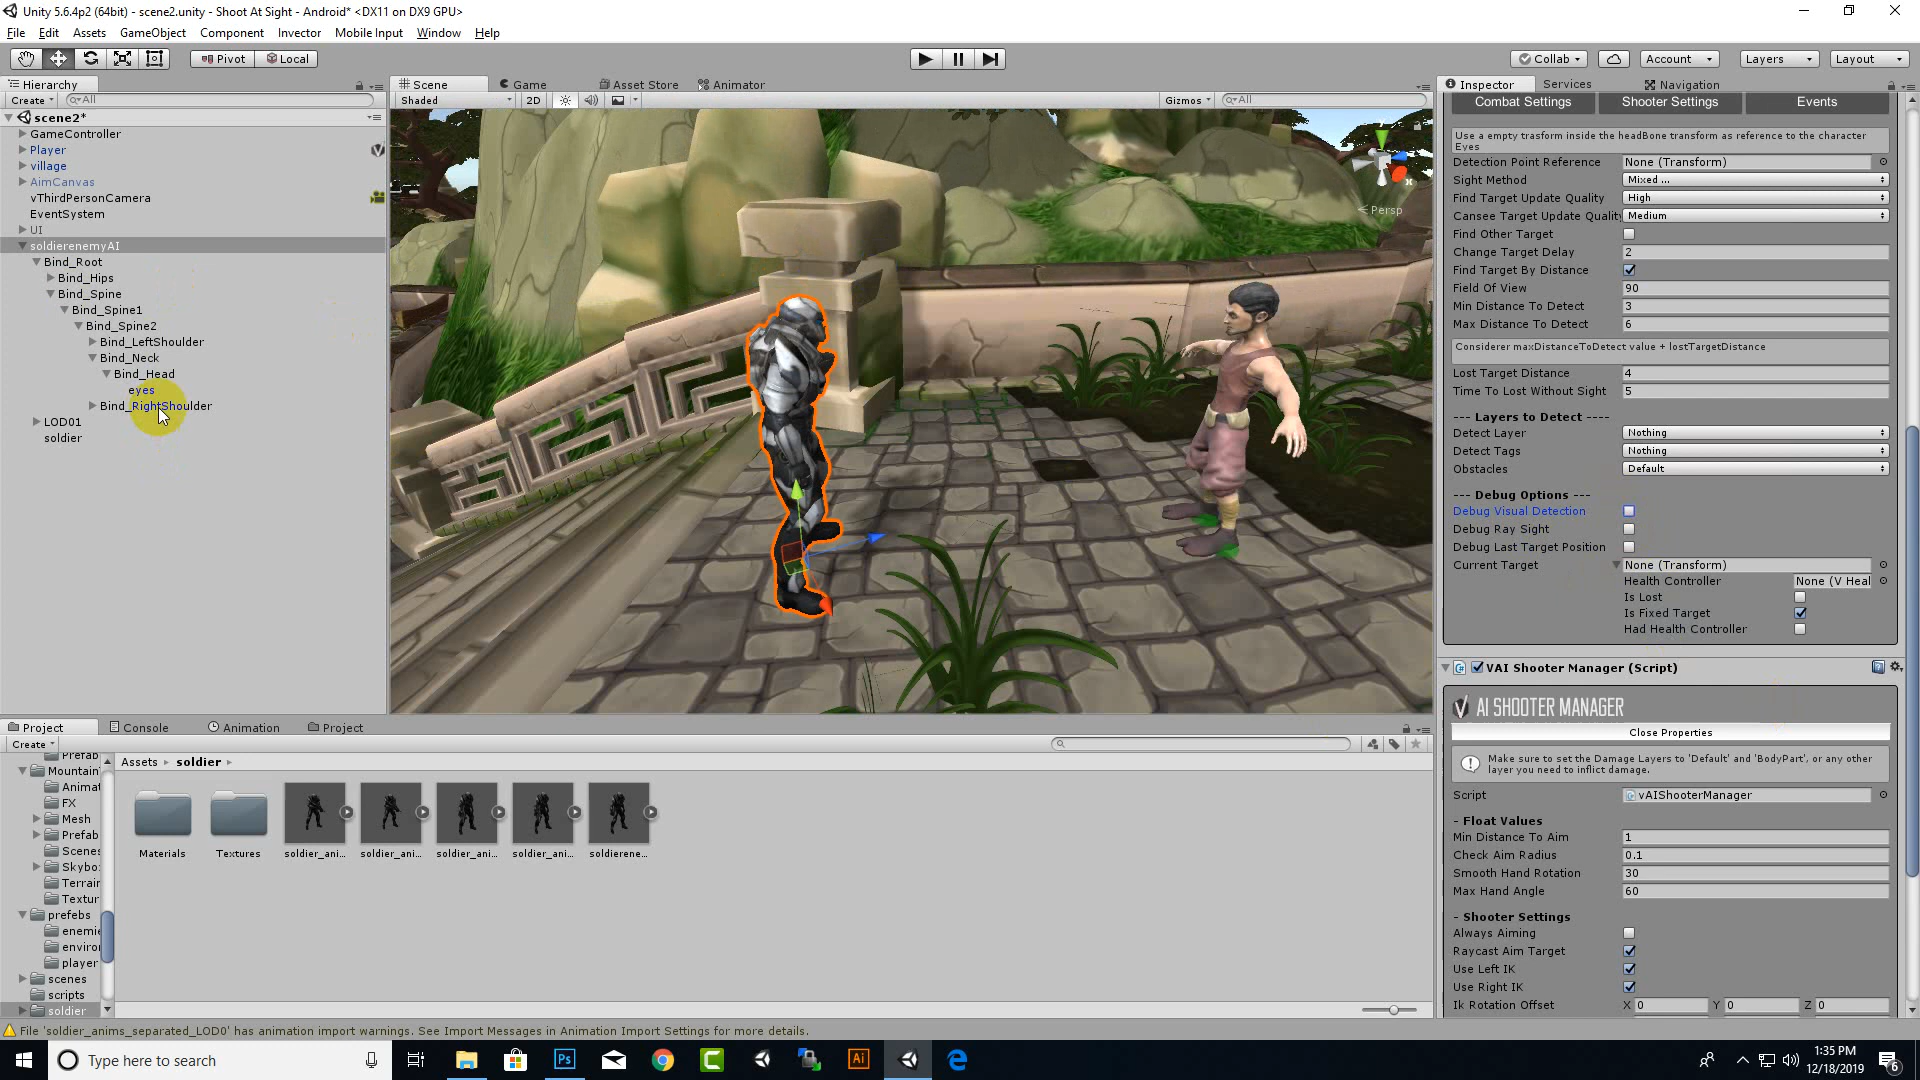 Unity 5.6.4p2 (64bit) - scene2.unity - Shoot At Sight - Android* <DX11 on DX9 GPU>
File Edit Assets GameObject Component Invector Mobile Input Window Help
Pivot Local Collab Account Layers Layout
Hierarchy Scene Game Asset Store Animator Inspector Services Navigation
Create All Shaded 2D Gizmos All
Combat Settings Shooter Settings Events
scene2*
GameController
Player
village
AimCanvas
vThirdPersonCamera
EventSystem
UI
soldierenemyAI
Bind_Root
Bind_Hips
Bind_Spine
Bind_Spine1
Bind_Spine2
Bind_LeftShoulder
Bind_Neck
Bind_Head
eyes
Bind_RightShoulder
LOD01
soldier
y
x
Persp
Use a empty trasform inside the headBone transform as reference to the character
Eyes
Detection Point Reference None (Transform)
Sight Method Mixed ...
Find Target Update Quality High
Cansee Target Update Quality Medium
Find Other Target
Change Target Delay 2
Find Target By Distance
Field Of View 90
Min Distance To Detect 3
Max Distance To Detect 6
Considerer maxDistanceToDetect value + lostTargetDistance
Lost Target Distance 4
Time To Lost Without Sight 5
--- Layers to Detect ----
Detect Layer Nothing
Detect Tags Nothing
Obstacles Default
--- Debug Options ---
Debug Visual Detection
Debug Ray Sight
Debug Last Target Position
Current Target None (Transform)
Health Controller None (V Heal
Is Lost
Is Fixed Target
Had Health Controller
VAI Shooter Manager (Script)
AI SHOOTER MANAGER
Close Properties
Make sure to set the Damage Layers to 'Default' and 'BodyPart', or any other
layer you need to inflict damage.
Script vAIShooterManager
- Float Values
Min Distance To Aim 1
Check Aim Radius 0.1
Smooth Hand Rotation 30
Max Hand Angle 60
- Shooter Settings
Always Aiming
Raycast Aim Target
Use Left IK
Use Right IK
Ik Rotation Offset X 0 Y 0 Z 0
Project Console Animation Project
Create
Prefab
Mountain
Animat
FX
Mesh
Prefab
Scenes
Skybo
Terrain
Textur
prefebs
enemie
enviror
player
scenes
scripts
soldier
Assets soldier
Materials Textures soldier_ani... soldier_ani... soldier_ani... soldier_ani... soldierene...
File 'soldier_anims_separated_LOD0' has animation import warnings. See Import Messages in Animation Import Settings for more details.
Type here to search
Ps
Ai
1:35 PM
12/18/2019
6